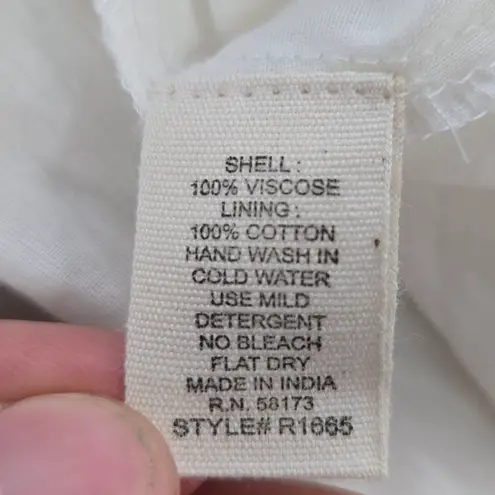 SHELL :
100% VISCOSE
LINING :
100% COTTON
HAND WASH IN
COLD WATER
USE MILD
DETERGENT
NO BLEACH
FLAT DRY
MADE IN INDIA
R.N. 58173
STYLE# R1665